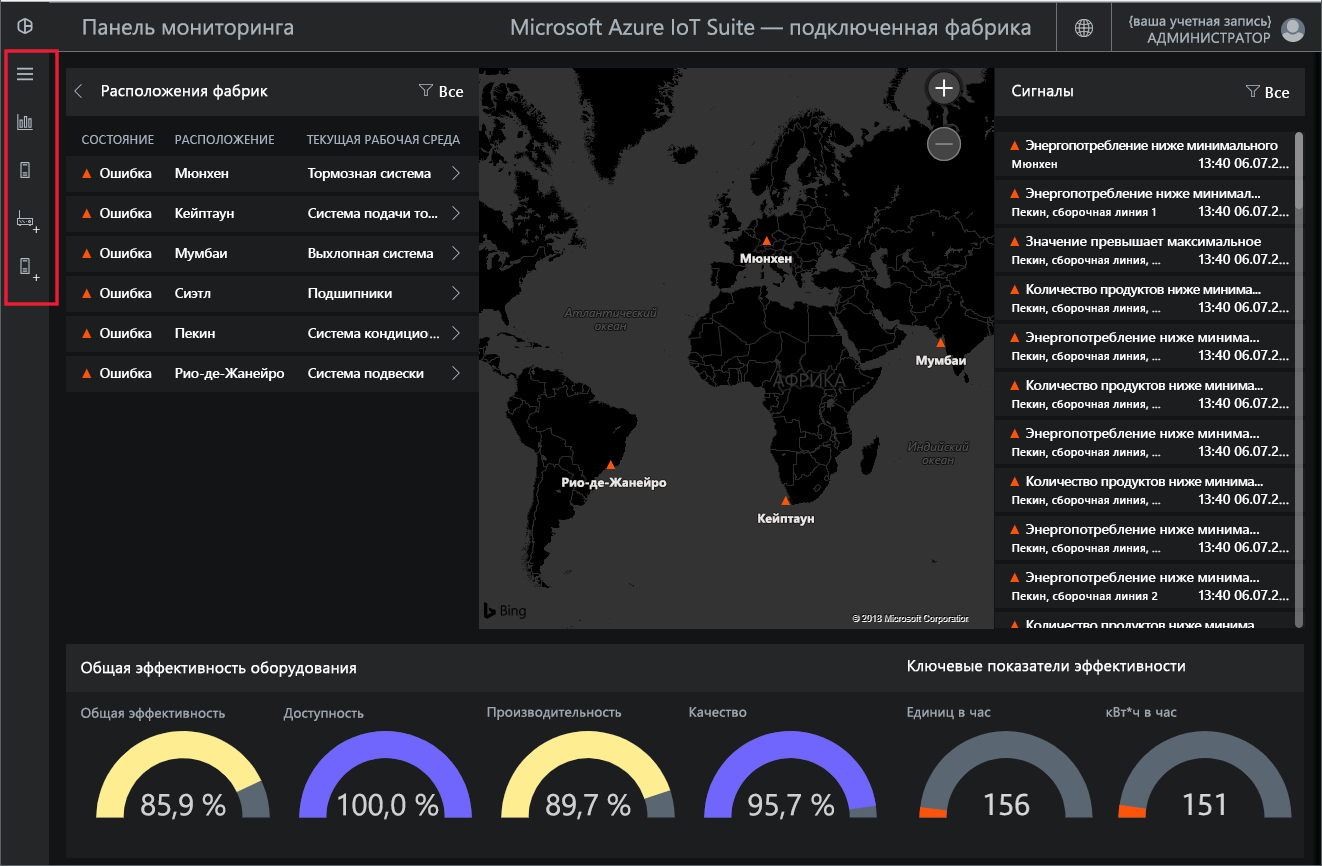 Панель мониторинга
Microsoft Azure IoT Suite — подключенная фабрика
{ваша учетная запись}
АДМИНИСТРАТОР
Расположения фабрик
Все
СОСТОЯНИЕ РАСПОЛОЖЕНИЕ ТЕКУЩАЯ РАБОЧАЯ СРЕДА
Ошибка Мюнхен Тормозная система
Ошибка Кейптаун Система подачи то...
Ошибка Мумбаи Выхлопная система
Ошибка Сиэтл Подшипники
Ошибка Пекин Система кондицио...
Ошибка Рио-де-Жанейро Система подвески
Мюнхен
Атлантический
океан
Мумбаи
АФРИКА
Индийский
океан
Рио-де-Жанейро
Кейптаун
Bing
© 2018 Microsoft Corporation
Сигналы
Все
Энергопотребление ниже минимального
Мюнхен 13:40 06.07.2...
Энергопотребление ниже минимал...
Пекин, сборочная линия 1 13:40 06.07.2...
Значение превышает максимальное
Пекин, сборочная линия, ... 13:40 06.07.2...
Количество продуктов ниже минима...
Пекин, сборочная линия, ... 13:40 06.07.2...
Энергопотребление ниже минима...
Пекин, сборочная линия, ... 13:40 06.07.2...
Количество продуктов ниже минима...
Пекин, сборочная линия, ... 13:40 06.07.2...
Энергопотребление ниже минима...
Пекин, сборочная линия, ... 13:40 06.07.2...
Количество продуктов ниже минима...
Пекин, сборочная линия, ... 13:40 06.07.2...
Энергопотребление ниже минима...
Пекин, сборочная линия, ... 13:40 06.07.2...
Энергопотребление ниже минима...
Пекин, сборочная линия 2 13:40 06.07.2...
Количество продуктов ниже минима
Общая эффективность оборудования
Ключевые показатели эффективности
Общая эффективность
Доступность
Производительность
Качество
Единиц в час
кВт*ч в час
85,9 %
100,0 %
89,7 %
95,7 %
156
151